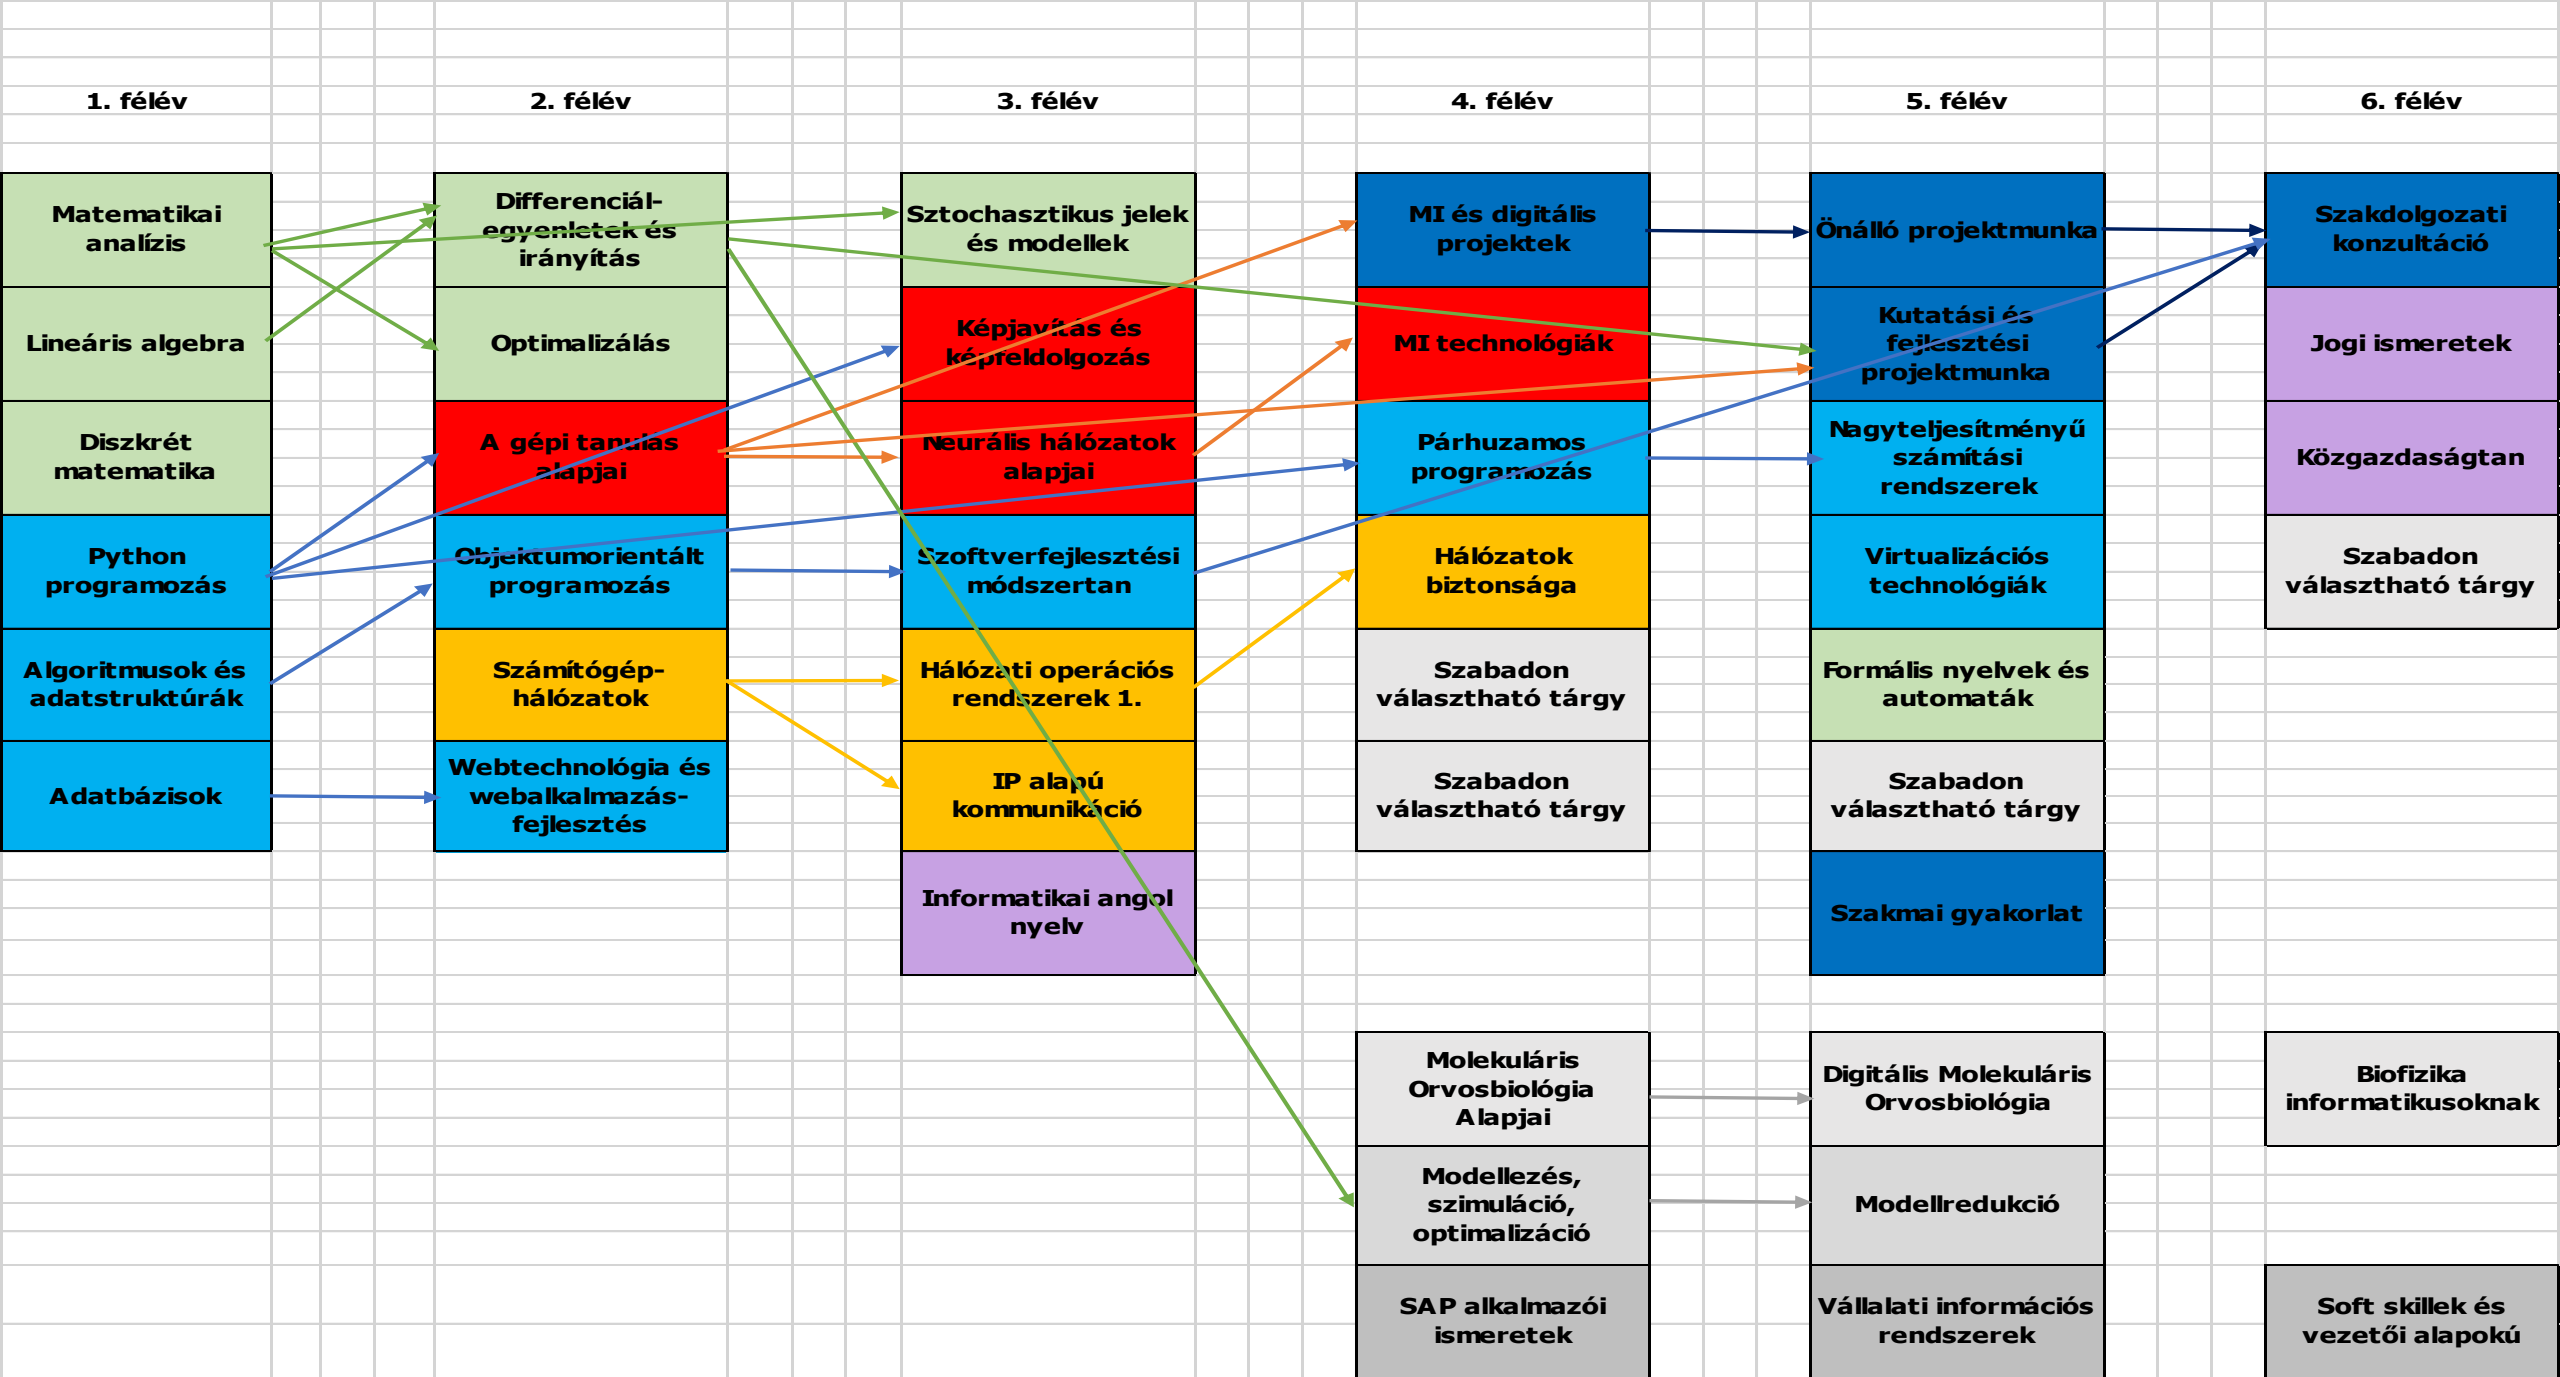 1. félév
2. félév
3. félév
4. félév
5. félév
6. félév
Matematikai
analízis
Lineáris algebra
Diszkrét
matematika
Python
programozás
Algoritmusok és
adatstruktúrák
Adatbázisok
Differenciál-
egyenletek és
irányítás
Optimalizálás
A gépi tanulás
alapjai
Objektumorientált
programozás
Számítógép-
hálózatok
Webtechnológia és
webalkalmazás-
fejlesztés
Sztochasztikus jelek
és modellek
Képjavítás és
képfeldolgozás
Neurális hálózatok
alapjai
Szoftverfejlesztési
módszertan
Hálózati operációs
rendszerek 1.
IP alapú
kommunikáció
Informatikai angol
nyelv
MI és digitális
projektek
MI technológiák
Párhuzamos
programozás
Hálózatok
biztonsága
Szabadon
választható tárgy
Szabadon
választható tárgy
Molekuláris
Orvosbiológia
Alapjai
Modellezés,
szimuláció,
optimalizáció
SAP alkalmazói
ismeretek
Önálló projektmunka
Kutatási és
fejlesztési
projektmunka
Nagyteljesítményű
számítási
rendszerek
Virtualizációs
technológiák
Formális nyelvek és
automaták
Szabadon
választható tárgy
Szakmai gyakorlat
Digitális Molekuláris
Orvosbiológia
Modellredukció
Vállalati információs
rendszerek
Szakdolgozati
konzultáció
Jogi ismeretek
Közgazdaságtan
Szabadon
választható tárgy
Biofizika
informatikusoknak
Soft skillek és
vezetői alapokú